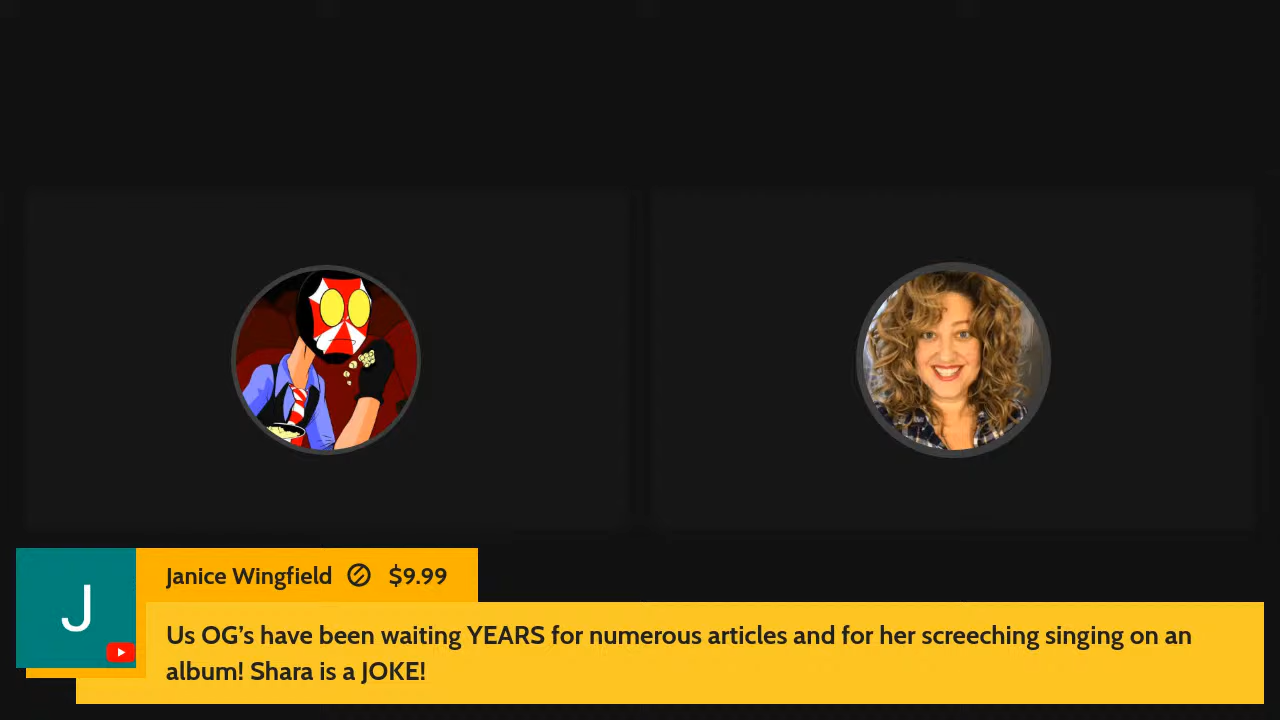 J
Janice Wingfield $9.99
Us OG's have been waiting YEARS for numerous articles and for her screeching singing on an
album! Shara is a JOKE!